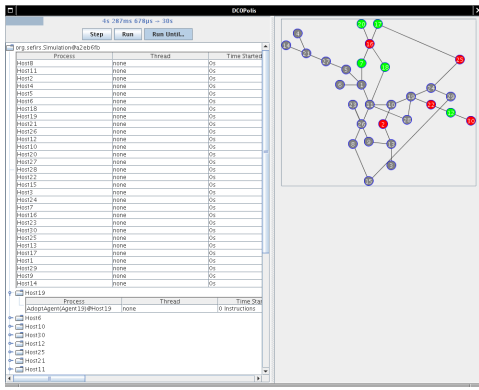 DCOPolis
4s 287ms 678μs ~ 30s
Step Run Run Until...
org.sefirs.Simulation@a2eb6fb
Process Thread Time Started
Host8 none 0s
Host11 none 0s
Host2 none 0s
Host4 none 0s
Host5 none 0s
Host6 none 0s
Host18 none 0s
Host19 none 0s
Host21 none 0s
Host26 none 0s
Host12 none 0s
Host10 none 0s
Host20 none 0s
Host27 none 0s
Host28 none 0s
Host22 none 0s
Host15 none 0s
Host3 none 0s
Host24 none 0s
Host7 none 0s
Host16 none 0s
Host23 none 0s
Host30 none 0s
Host25 none 0s
Host13 none 0s
Host17 none 0s
Host1 none 0s
Host29 none 0s
Host9 none 0s
Host14 none 0s
Host19
Process Thread Time Star
AdoptAgent(Agent19)@Host19 none 0 Instructions
Host6
Host10
Host30
Host12
Host25
Host21
Host11